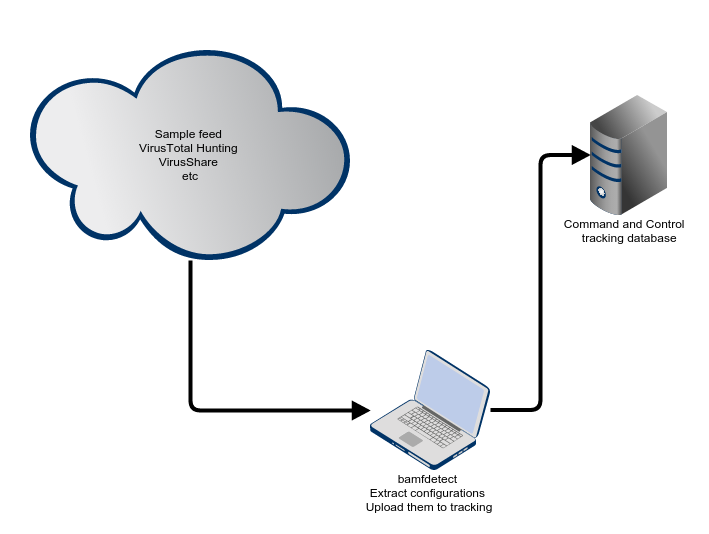 Sample feed
VirusTotal Hunting
VirusShare
etc
Command and Control
tracking database
bamfdetect
Extract configurations
Upload them to tracking